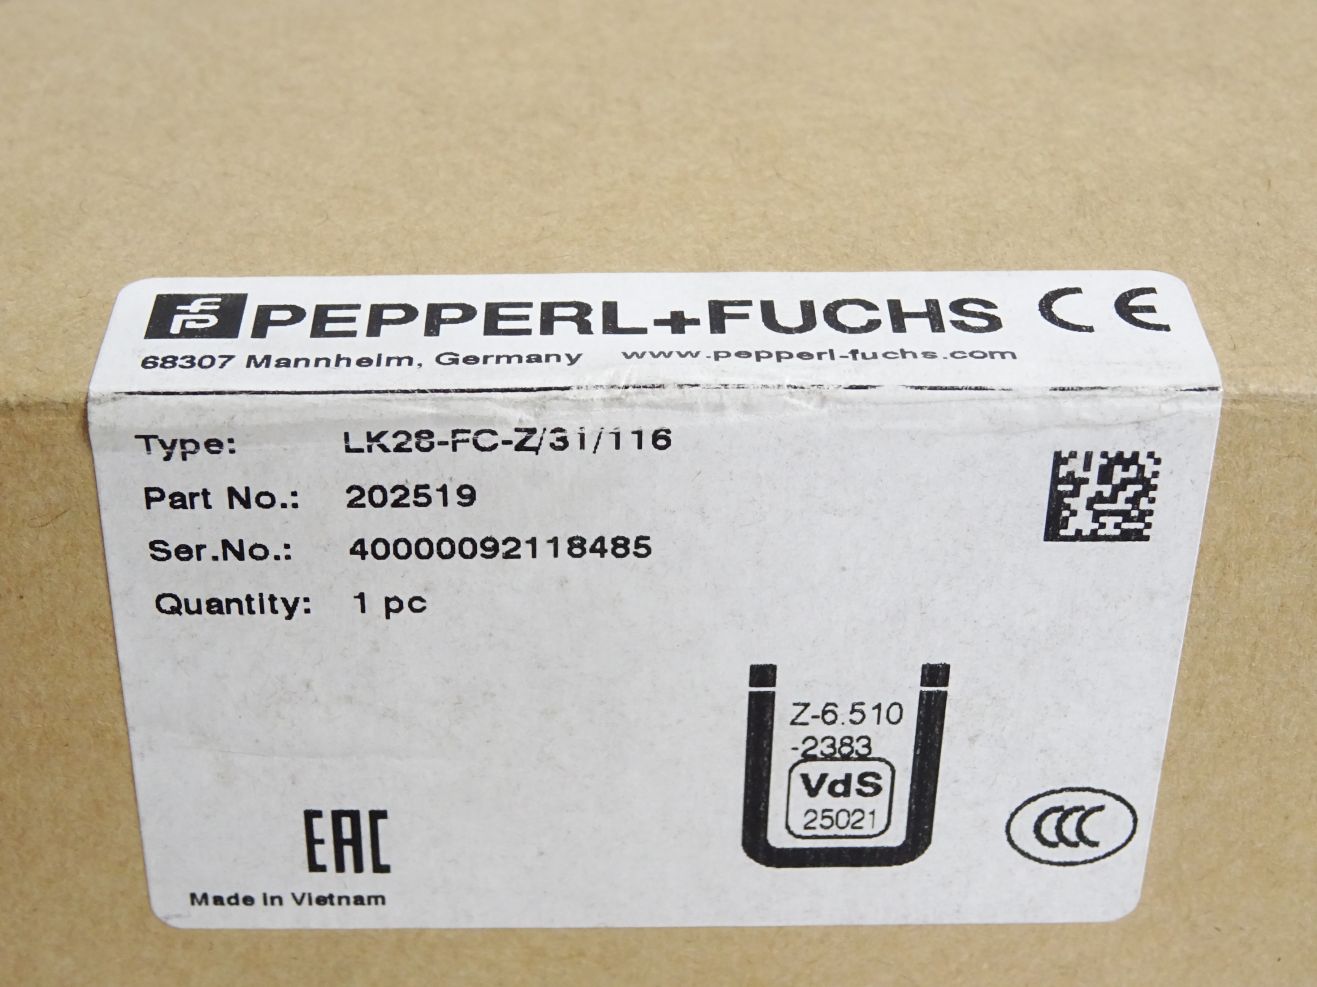 PEPPERL+FUCHS CE
68307 Mannheim, Germany www.pepperl-fuchs.com
Type: LK28-FC-Z/31/116
Part No.: 202519
Ser.No.: 40000092118485
Quantity: 1 pc
Z-6.510
-2383
VdS
25021
CCC
EAC
Made in Vietnam